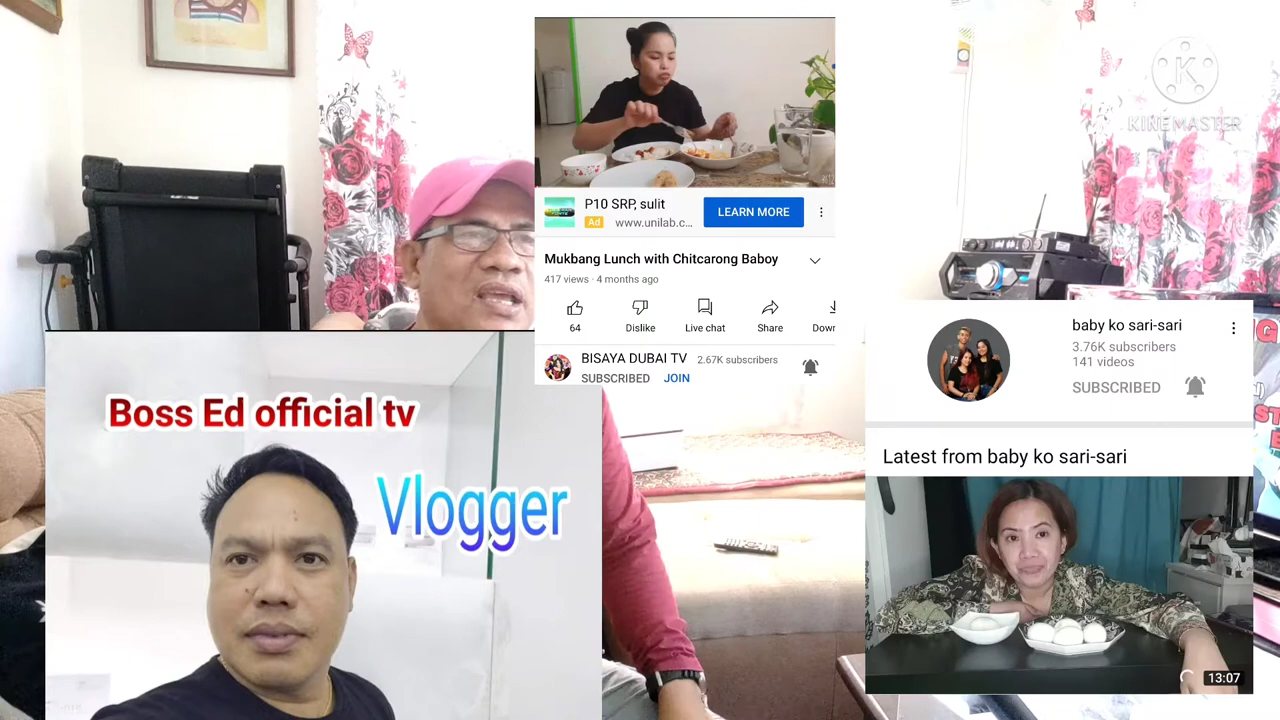 KINEMASTER
P10 SRP, sulit
Ad www.unilab.c...
LEARN MORE
Mukbang Lunch with Chitcarong Baboy
417 views · 4 months ago
64 Dislike Live chat Share Down
BISAYA DUBAI TV 2.67K subscribers
SUBSCRIBED JOIN
Boss Ed official tv
Vlogger
baby ko sari-sari
3.76K subscribers
141 videos
SUBSCRIBED
Latest from baby ko sari-sari
13:07